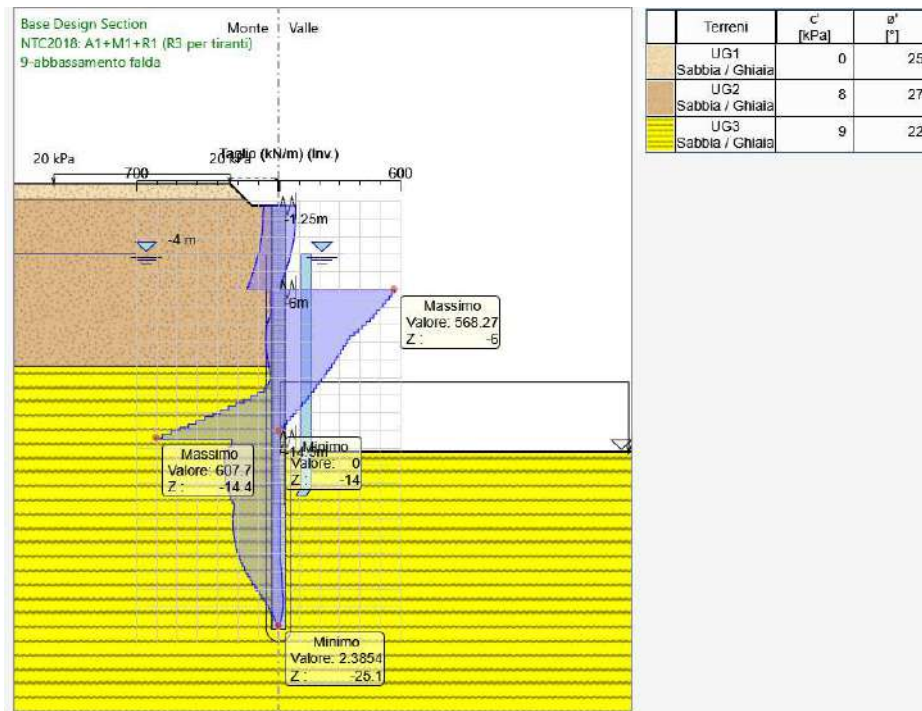 Base Design Section
NTC2018: A1+M1+R1 (R3 per tiranti)
9-abbassamento falda
Monte
Valle
Terreni c' [kPa] ø' [°]
UG1 Sabbia / Ghiaia 0 25
UG2 Sabbia / Ghiaia 8 27
UG3 Sabbia / Ghiaia 9 22
Taglio (kN/m) (Inv.)
20 kPa
20 kPa
700
600
-1.25m
-4 m
-6m
Massimo
Valore: 568.27
Z : -6
Massimo
Valore: 607.7
Z : -14.4
Minimo
Valore: 0
Z : -14
Minimo
Valore: 2.3854
Z : -25.1